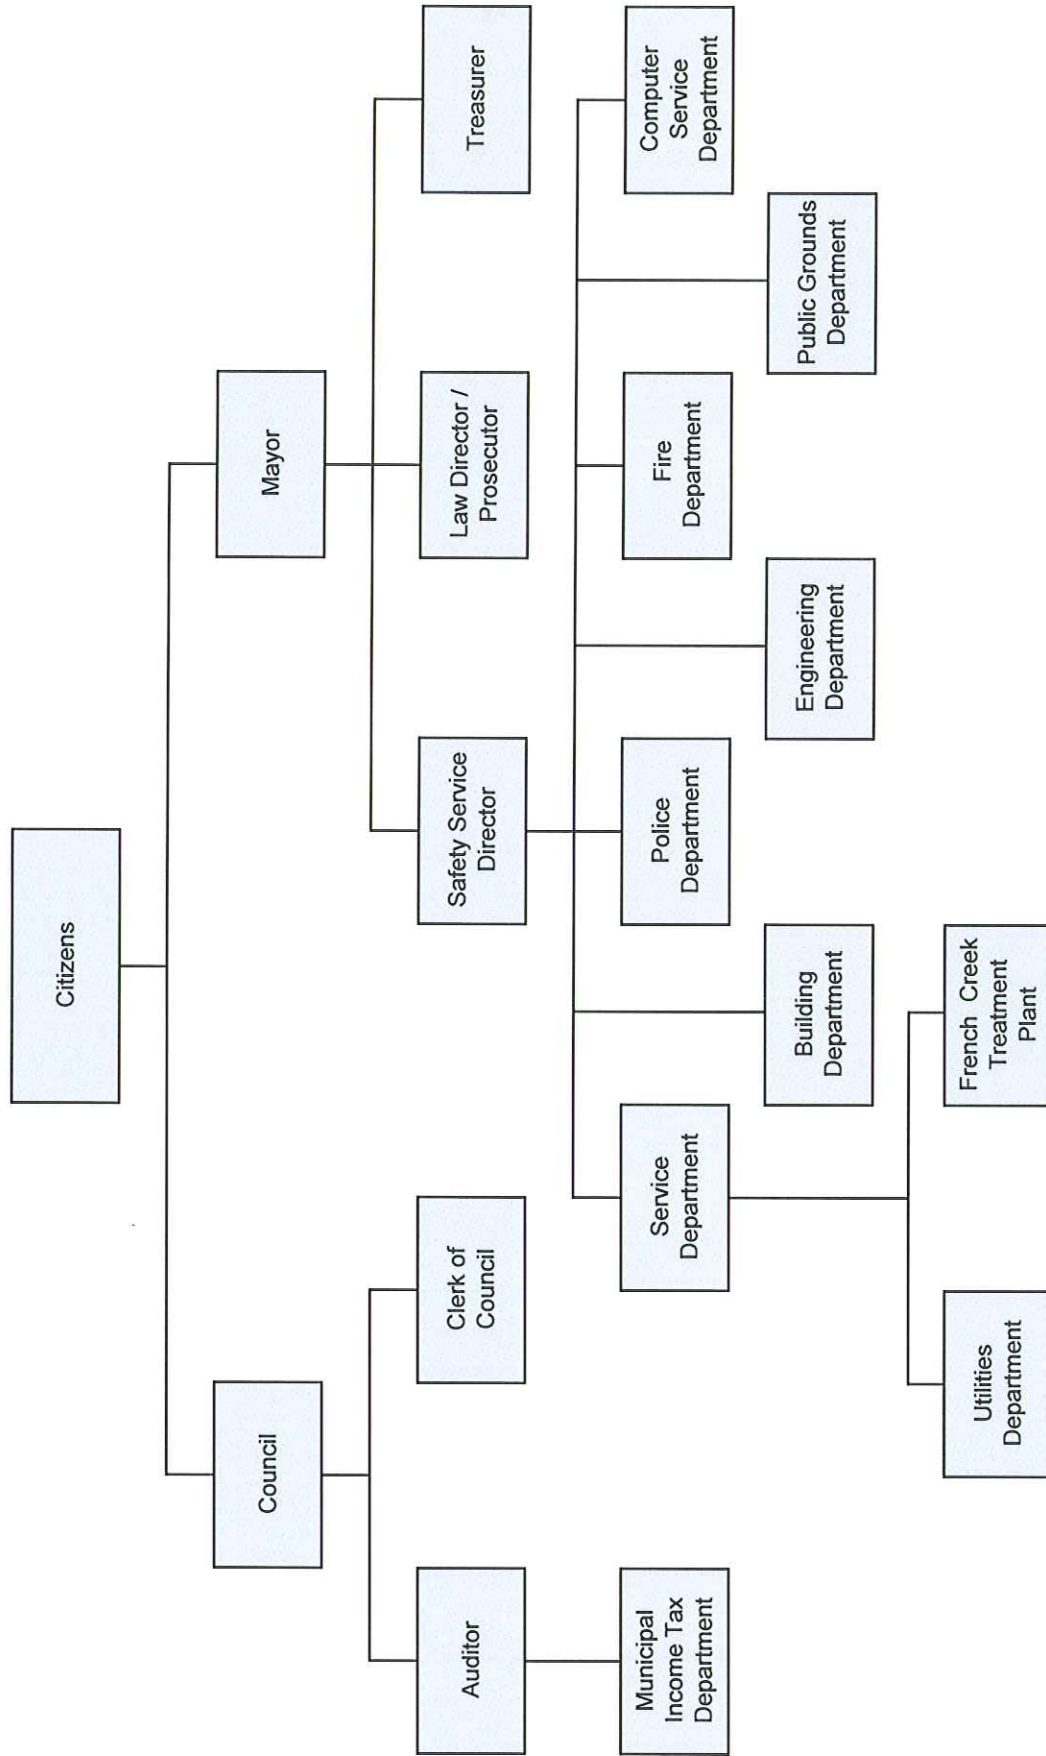 Citizens
Council
Mayor
Auditor
Clerk of
Council
Safety Service
Director
Law Director /
Prosecutor
Treasurer
Municipal
Income Tax
Department
Service
Department
Police
Department
Fire
Department
Computer
Service
Department
Building
Department
Engineering
Department
Public Grounds
Department
Utilities
Department
French Creek
Treatment
Plant